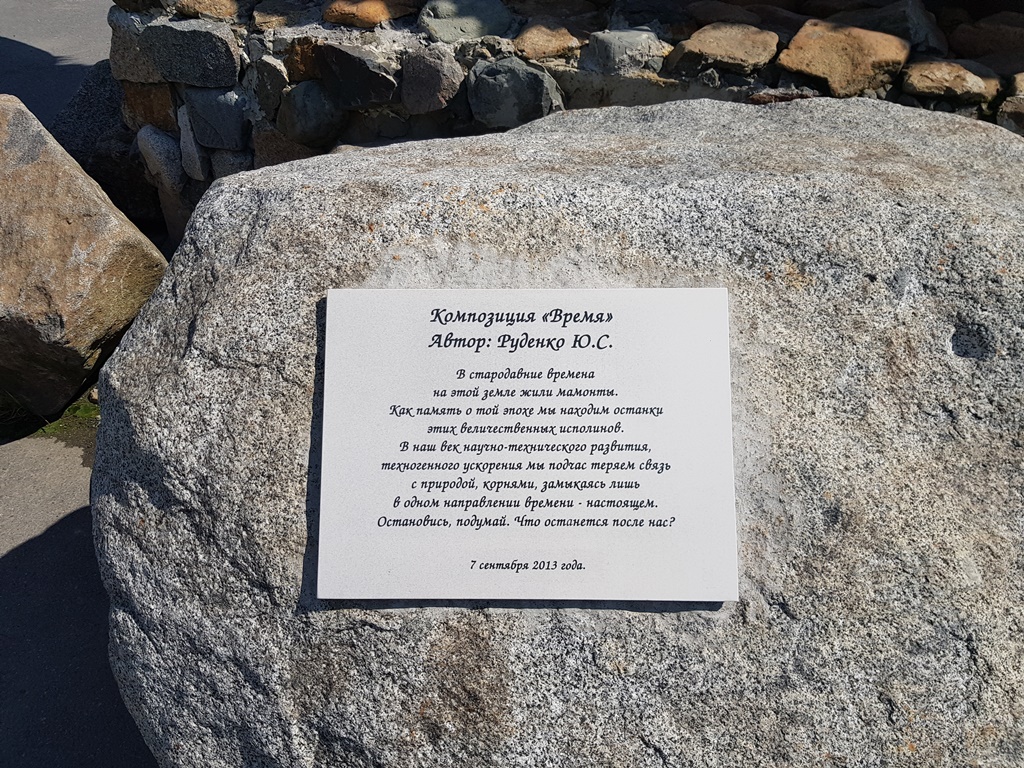 Композиция «Время»
Автор: Руденко Ю.С.
В стародавние времена
на этой земле жили мамонты.
Как память о той эпохе мы находим останки
этих величественных исполинов.
В наш век научно-технического развития,
техногенного ускорения мы подчас теряем связь
с природой, корнями, замыкаясь лишь
в одном направлении времени - настоящем.
Остановись, подумай. Что останется после нас?
7 сентября 2013 года.